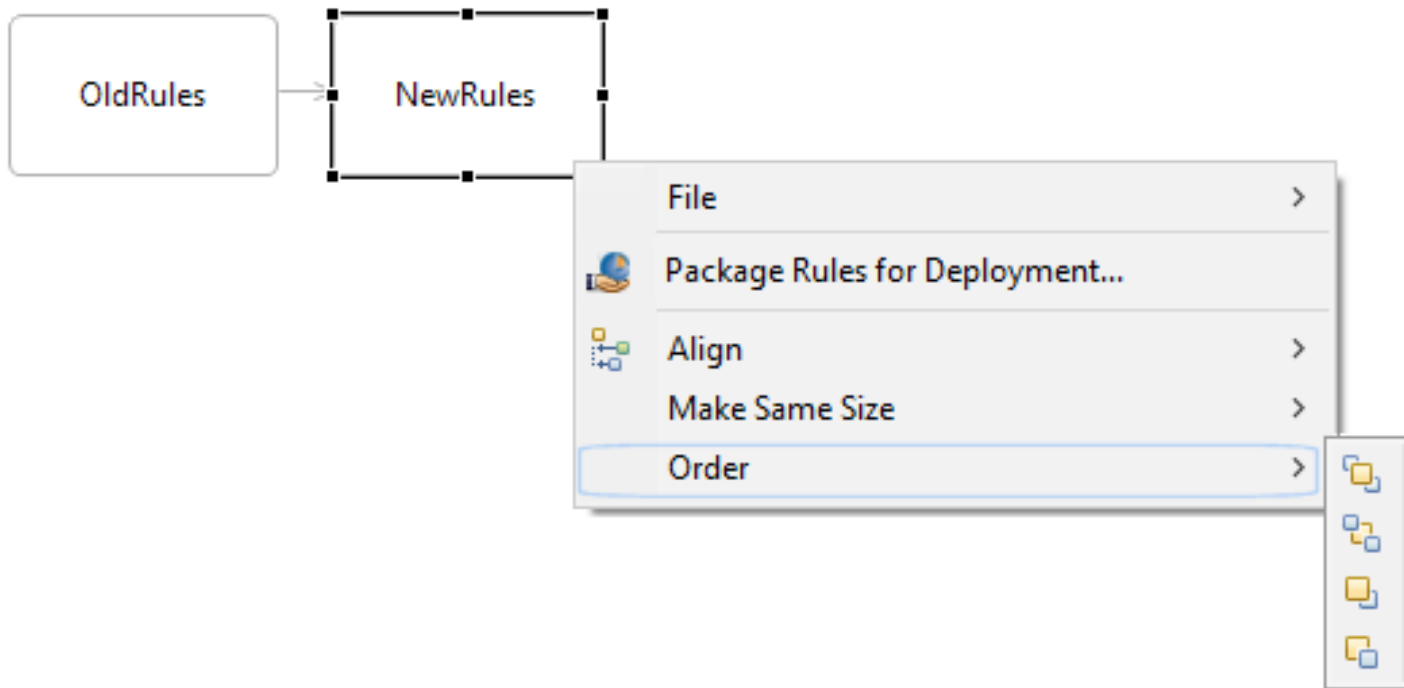 OldRules
NewRules
File
Package Rules for Deployment...
Align
Make Same Size
Order